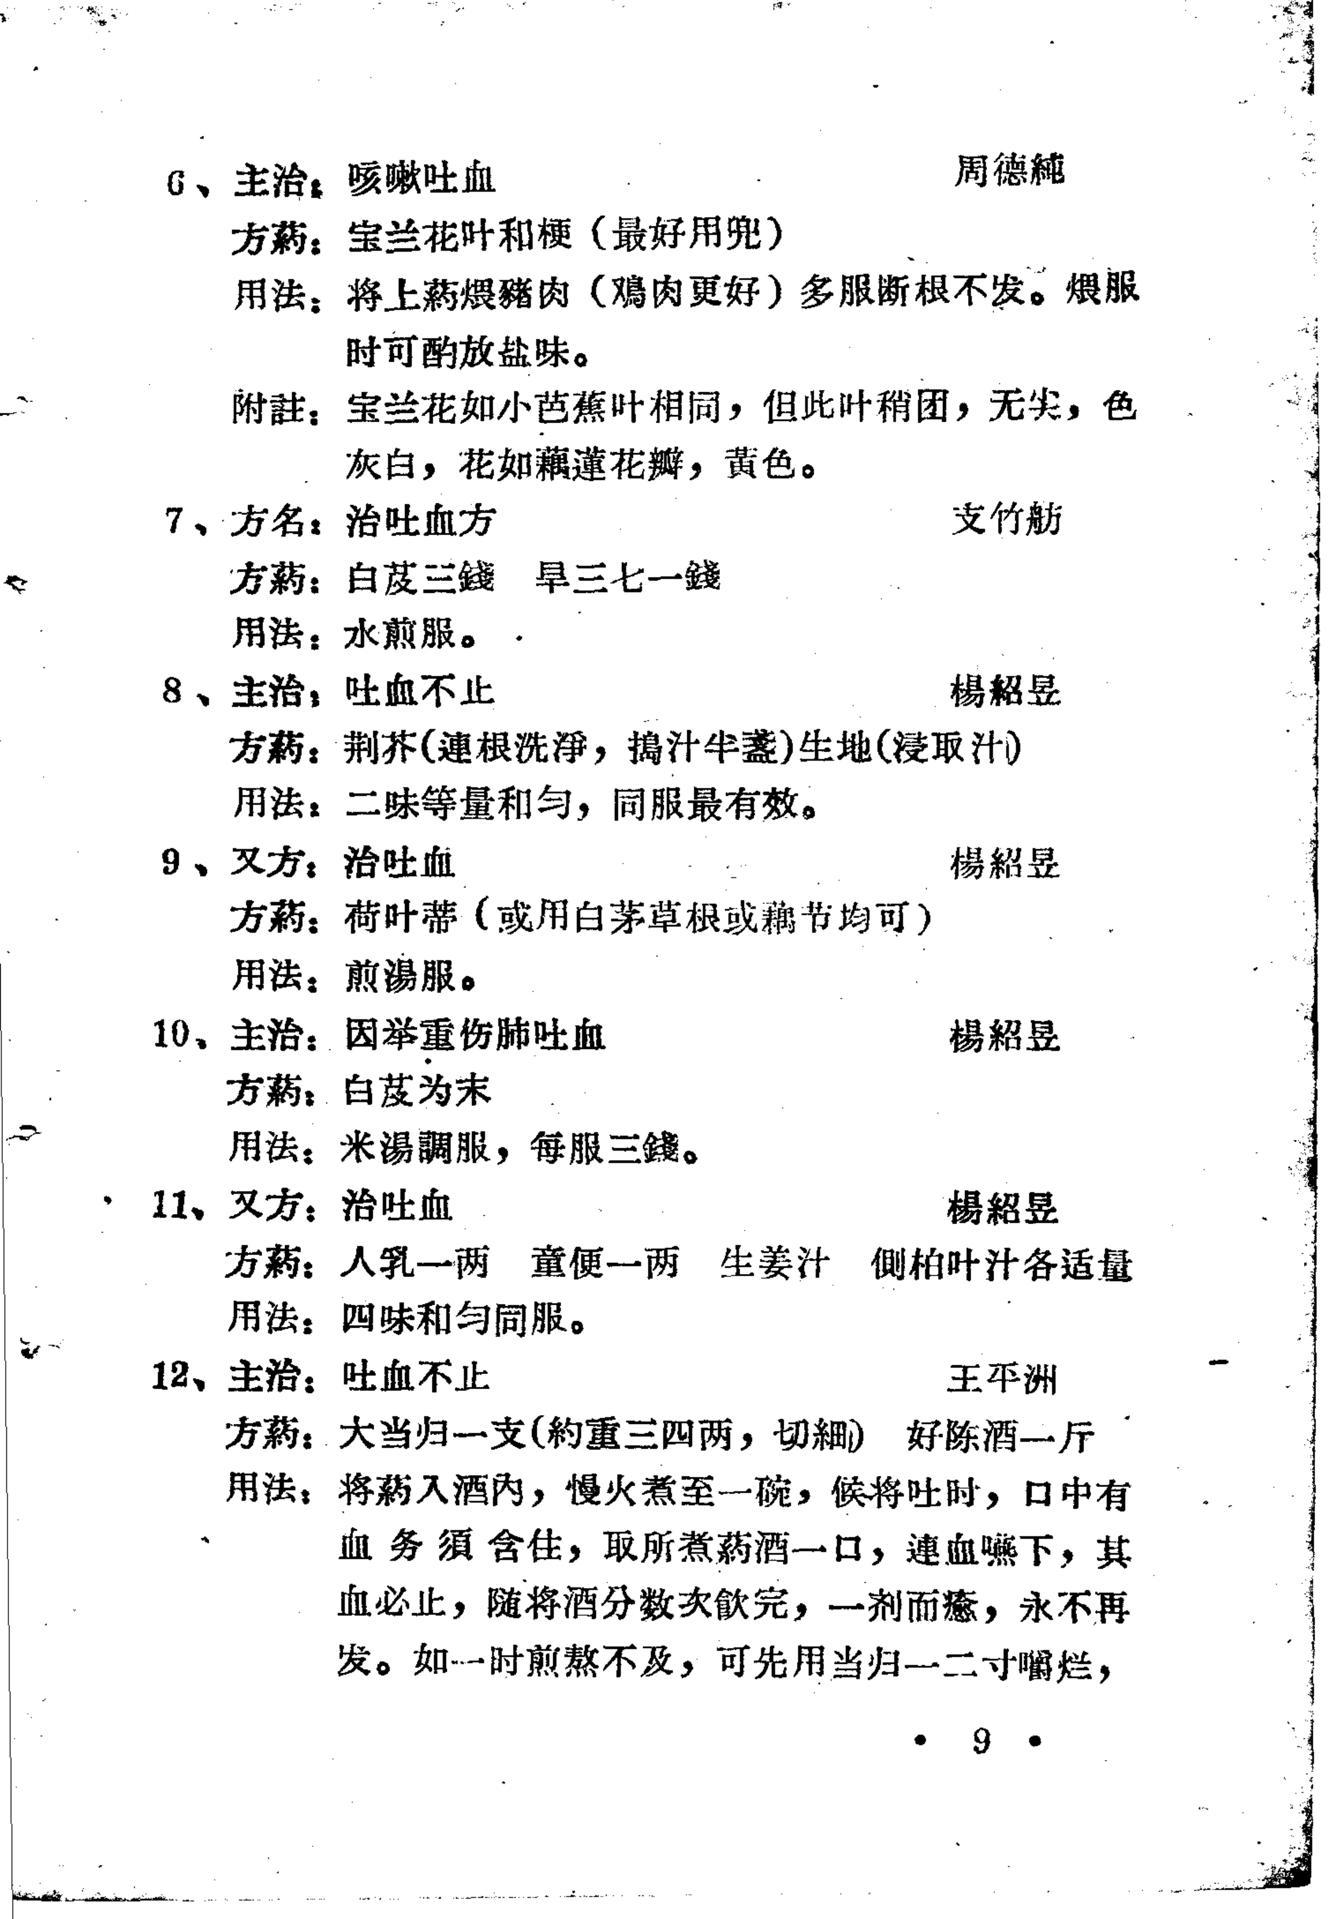 6、主治：咳嗽吐血 周德純
方葯：宝兰花叶和梗（最好用兜）
用法：将上葯煨豬肉（鷄肉更好）多服断根不发。煨服
时可酌放盐味。
附註：宝兰花如小芭蕉叶相同，但此叶稍团，无尖，色
灰白，花如藕蓮花瓣，黄色。
7、方名：治吐血方 支竹舫
方葯：白芨三錢 旱三七一錢
用法：水煎服。
8、主治：吐血不止 楊紹昱
方葯：荆芥(連根洗淨，搗汁半盞)生地(浸取汁)
用法：二味等量和匀，同服最有效。
9、又方：治吐血 楊紹昱
方葯：荷叶蒂（或用白茅草根或藕节均可）
用法：煎湯服。
10、主治：因举重伤肺吐血 楊紹昱
方葯：白芨为末
用法：米湯調服，每服三錢。
11、又方：治吐血 楊紹昱
方葯：人乳一两 童便一两 生姜汁 側柏叶汁各适量
用法：四味和匀同服。
12、主治：吐血不止 王平洲
方葯：大当归一支(約重三四两，切細) 好陈酒一斤
用法：将葯入酒內，慢火煮至一碗，候将吐时，口中有
血务須含住，取所煮葯酒一口，連血嚥下，其
血必止，随将酒分数次飲完，一剂而癒，永不再
发。如一时煎熬不及，可先用当归一二寸嚼烂，
• 9 •